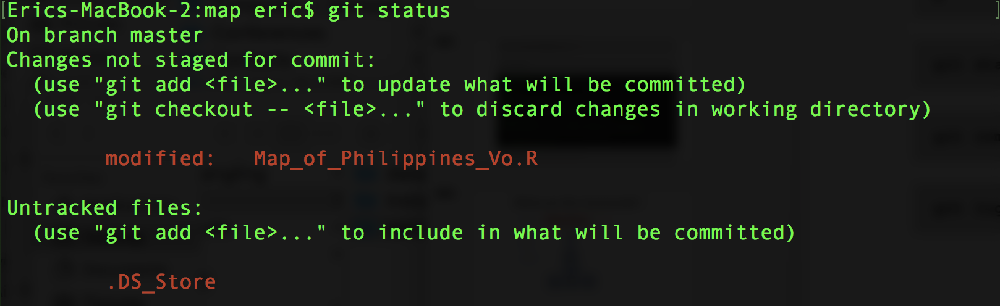 [Erics-MacBook-2:map eric$ git status ]
On branch master
Changes not staged for commit:
  (use "git add <file>..." to update what will be committed)
  (use "git checkout -- <file>..." to discard changes in working directory)
        modified:   Map_of_Philippines_Vo.R
Untracked files:
  (use "git add <file>..." to include in what will be committed)
        .DS_Store